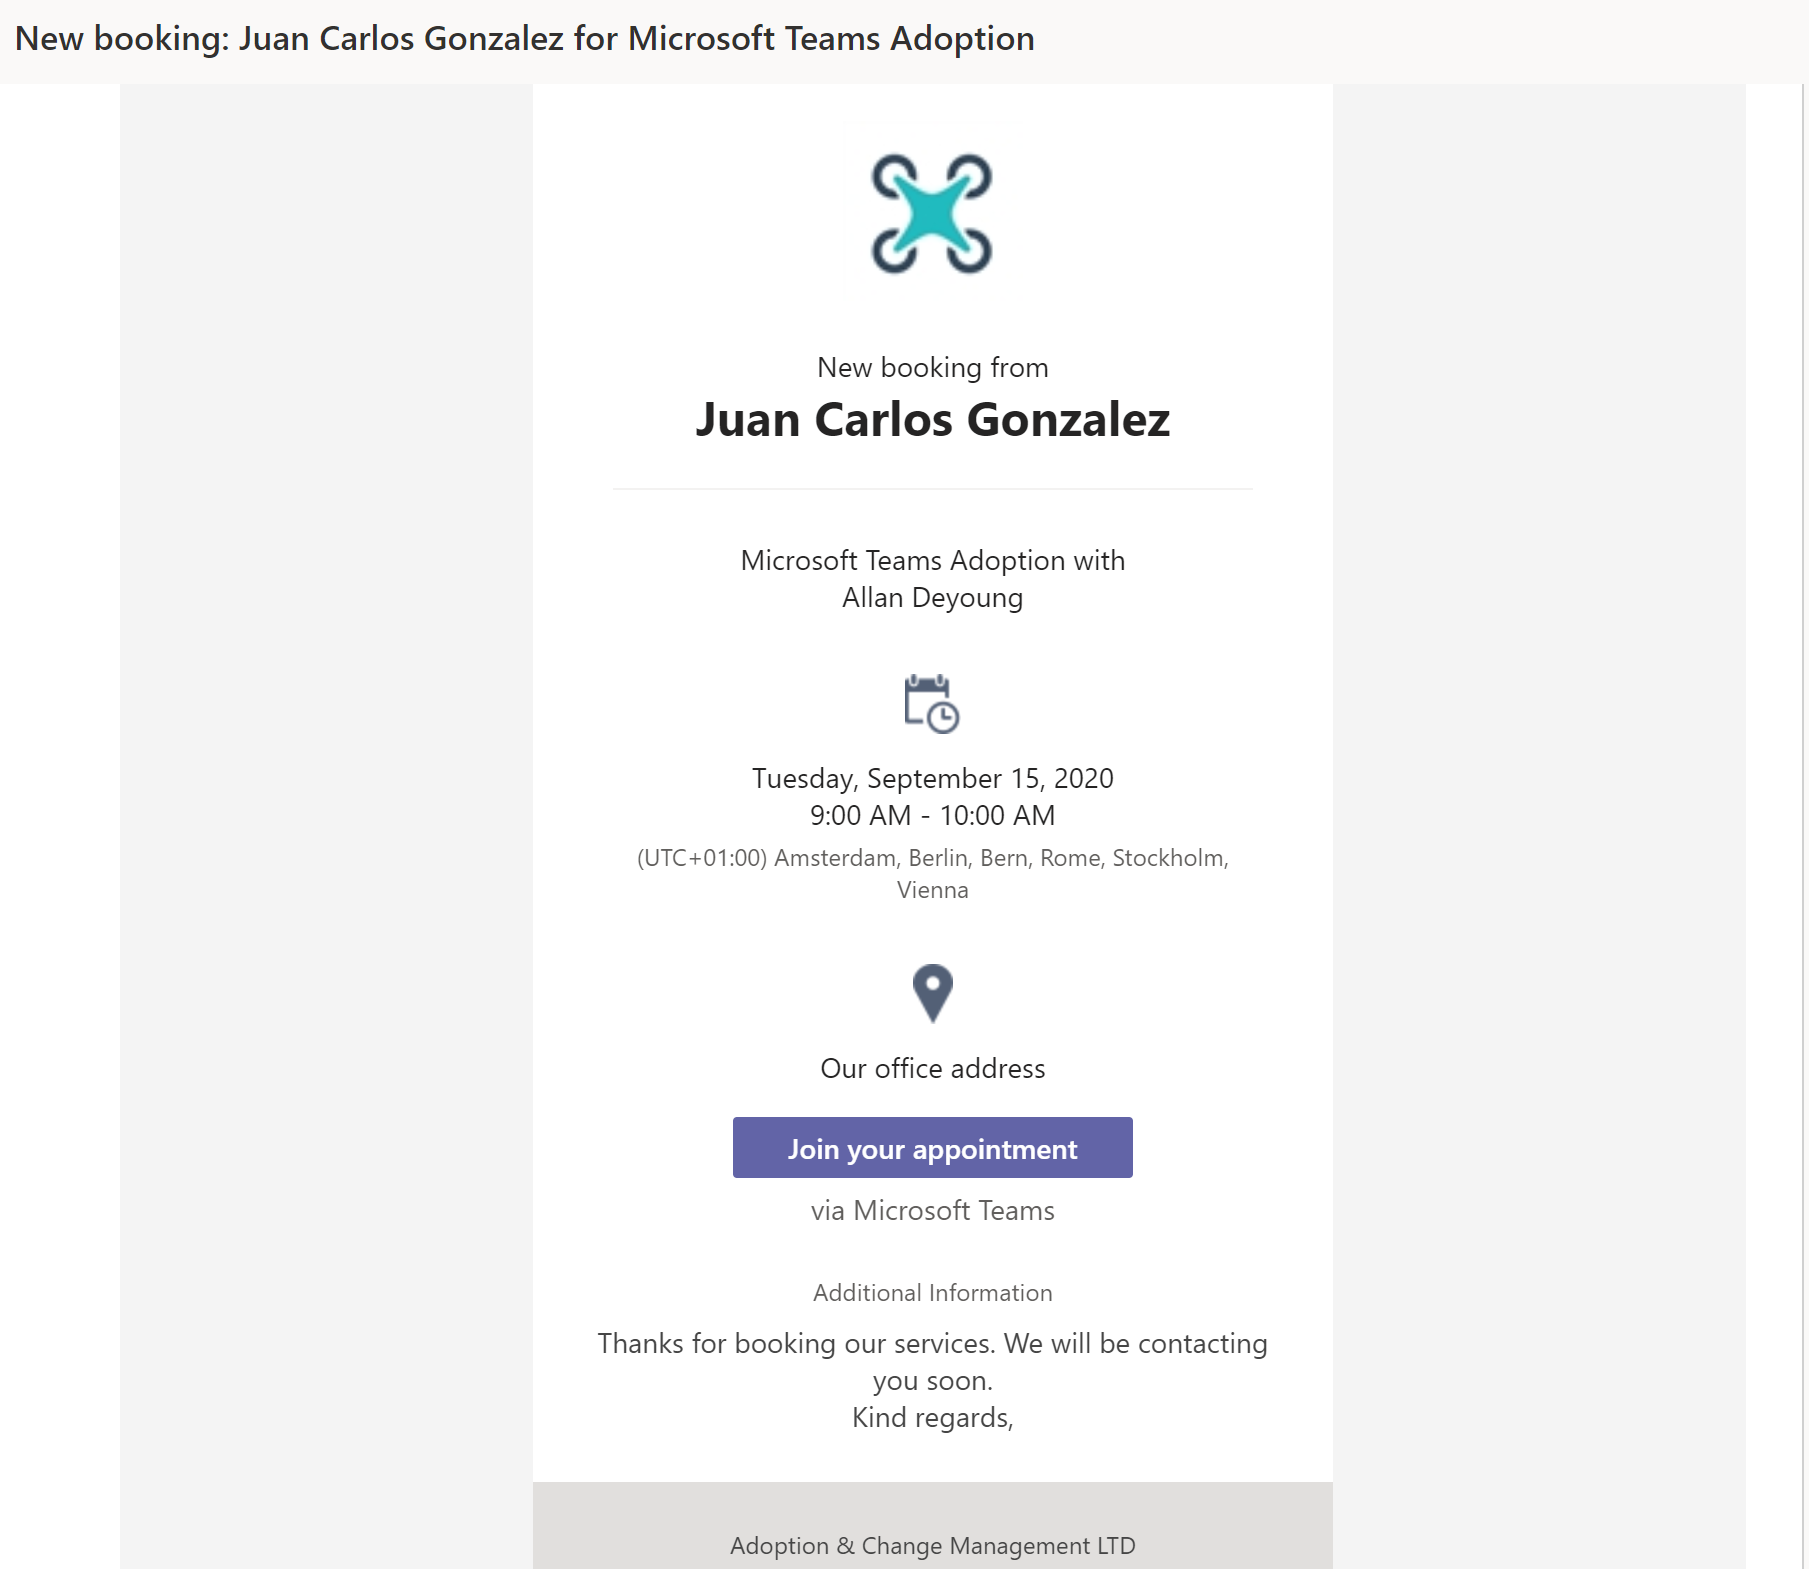 New booking: Juan Carlos Gonzalez for Microsoft Teams Adoption
New booking from
Juan Carlos Gonzalez
Microsoft Teams Adoption with
Allan Deyoung
Tuesday, September 15, 2020
9:00 AM - 10:00 AM
(UTC+01:00) Amsterdam, Berlin, Bern, Rome, Stockholm,
Vienna
Our office address
Join your appointment
via Microsoft Teams
Additional Information
Thanks for booking our services. We will be contacting
you soon.
Kind regards,
Adoption & Change Management LTD